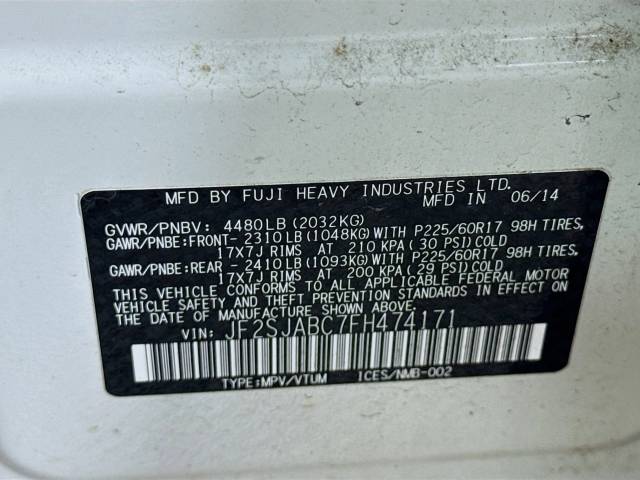 MFD BY FUJI HEAVY INDUSTRIES LTD.
MFD IN 06/14
GVWR/PNBV: 4480LB(2032KG)
GAWR/PNBE:FRONT-2310LB(1048KG)WITH P225/60R17 98H TIRES,
17X7J RIMS AT 210 KPA(30 PSI)COLD
GAWR/PNBE:REAR -2410LB(1093KG)WITH P225/60R17 98H TIRES,
17X7J RIMS AT 200 KPA(29 PSI)COLD
THIS VEHICLE CONFORMS TO ALL APPLICABLE FEDERAL MOTOR
VEHICLE SAFETY AND THEFT PREVENTION STANDARDS IN EFFECT ON
THE DATE OF MANUFACTURE SHOWN ABOVE.
VIN: JF2SJABC7FH474171
TYPE:MPV/VTUM ICES/NMB-002